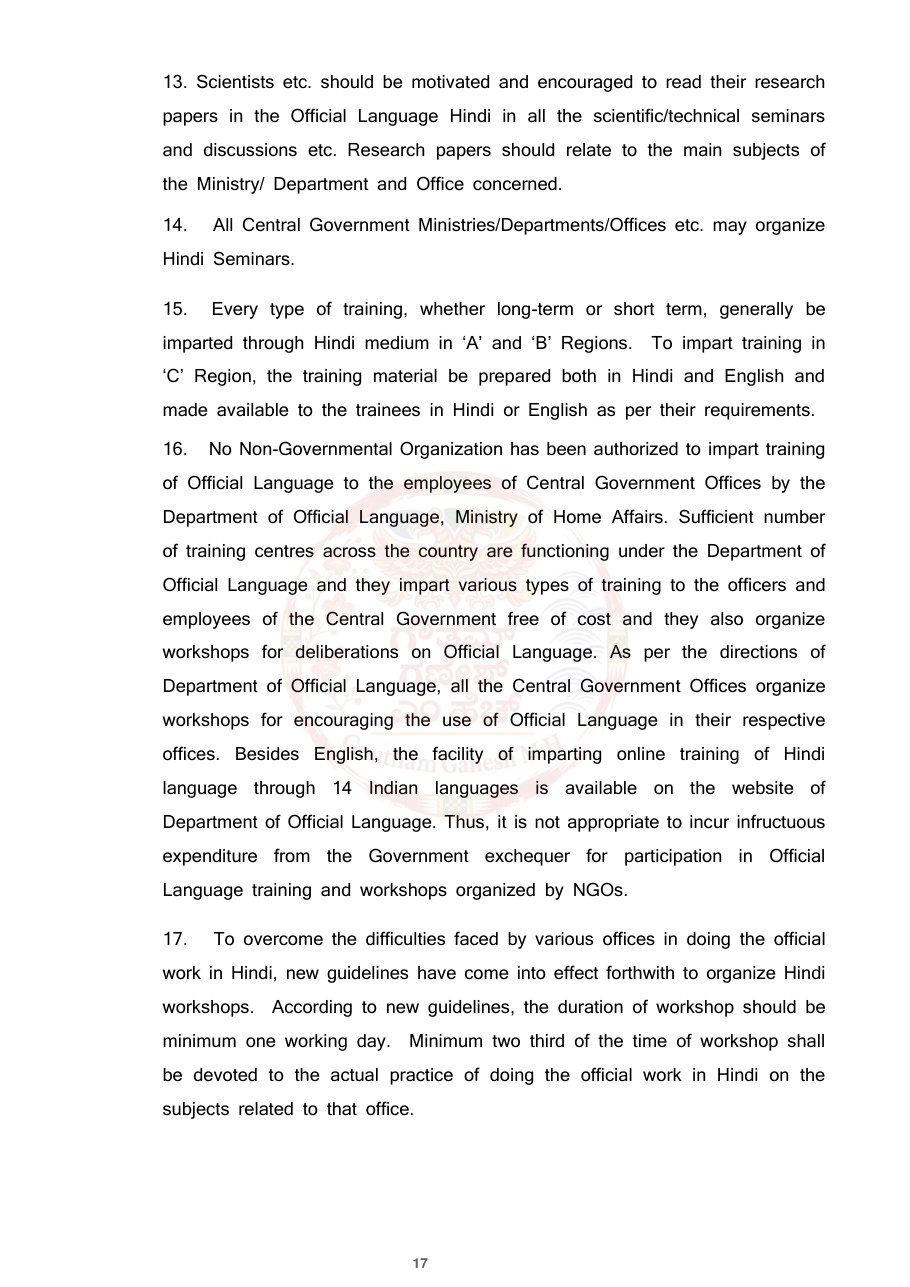 13. Scientists etc. should be motivated and encouraged to read their research
papers in the Official Language Hindi in all the scientific/technical seminars
and discussions etc. Research papers should relate to the main subjects of
the Ministry/ Department and Office concerned.
14. All Central Government Ministries/Departments/Offices etc. may organize
Hindi Seminars.
15. Every type of training, whether long-term or short term, generally be
imparted through Hindi medium in ‘A’ and ‘B’ Regions. To impart training in
‘C’ Region, the training material be prepared both in Hindi and English and
made available to the trainees in Hindi or English as per their requirements.
16. No Non-Governmental Organization has been authorized to impart training
of Official Language to the employees of Central Government Offices by the
Department of Official Language, Ministry of Home Affairs. Sufficient number
of training centres across the country are functioning under the Department of
Official Language and they impart various types of training to the officers and
employees of the Central Government free of cost and they also organize
workshops for deliberations on Official Language. As per the directions of
Department of Official Language, all the Central Government Offices organize
workshops for encouraging the use of Official Language in their respective
offices. Besides English, the facility of imparting online training of Hindi
language through 14 Indian languages is available on the website of
Department of Official Language. Thus, it is not appropriate to incur infructuous
expenditure from the Government exchequer for participation in Official
Language training and workshops organized by NGOs.
17. To overcome the difficulties faced by various offices in doing the official
work in Hindi, new guidelines have come into effect forthwith to organize Hindi
workshops. According to new guidelines, the duration of workshop should be
minimum one working day. Minimum two third of the time of workshop shall
be devoted to the actual practice of doing the official work in Hindi on the
subjects related to that office.
ಗೌತಮ್
ಗಣೇಶ್
ಎಂ ಹೆಚ್
Goutham Ganesh M H
17